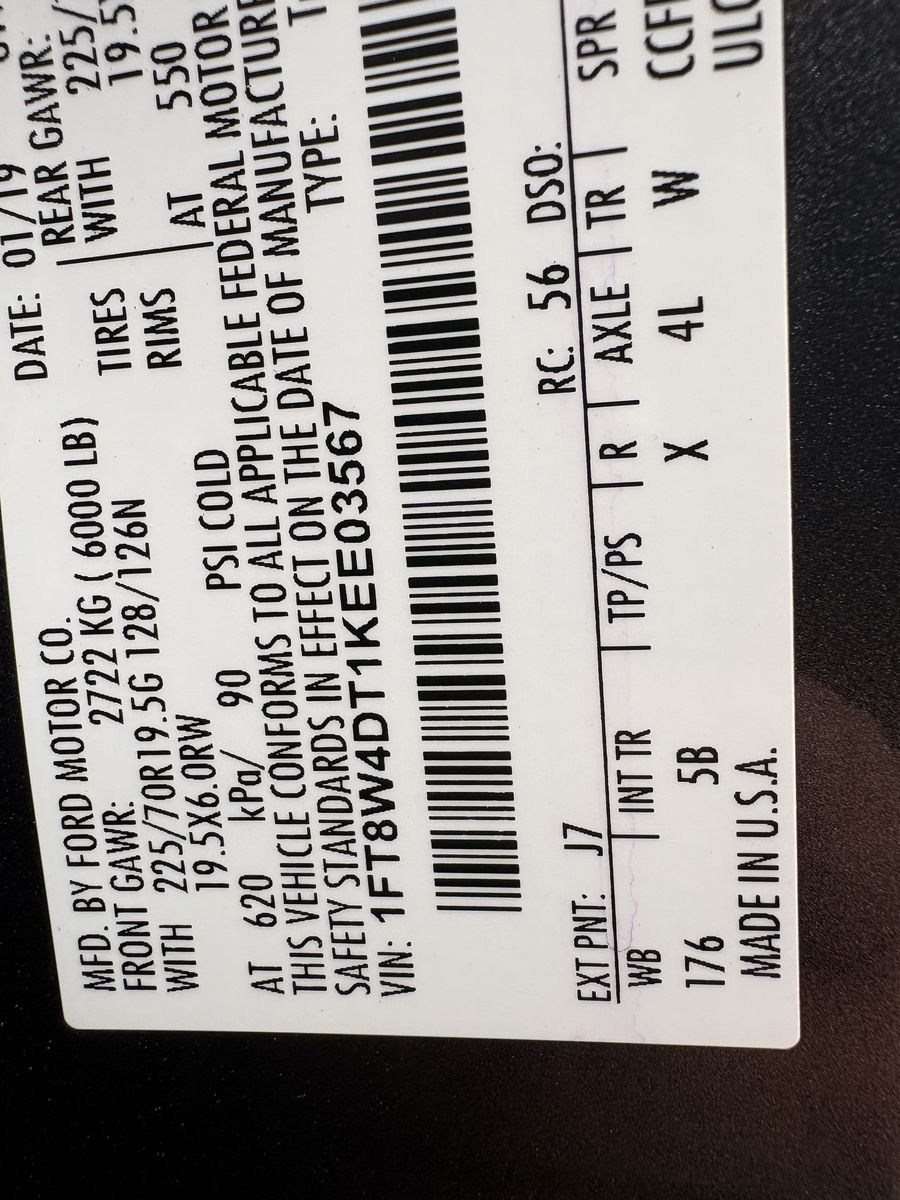 MFD. BY FORD MOTOR CO.
DATE: 01/19
FRONT GAWR: 2722 KG ( 6000 LB)
REAR GAWR:
WITH 225/70R19.5G 128/126N
TIRES
WITH 225/
19.5X6.0RW
RIMS
19.5
AT 620 kPa/ 90 PSI COLD
AT 550
THIS VEHICLE CONFORMS TO ALL APPLICABLE FEDERAL MOTOR
SAFETY STANDARDS IN EFFECT ON THE DATE OF MANUFACTURE
VIN: 1FT8W4DT1KEE03567
TYPE:
RC: 56 DSO:
EXT PNT: J7
WB | INT TR | TP/PS | R | AXLE | TR | SPR
176 5B X 4L W
MADE IN U.S.A.